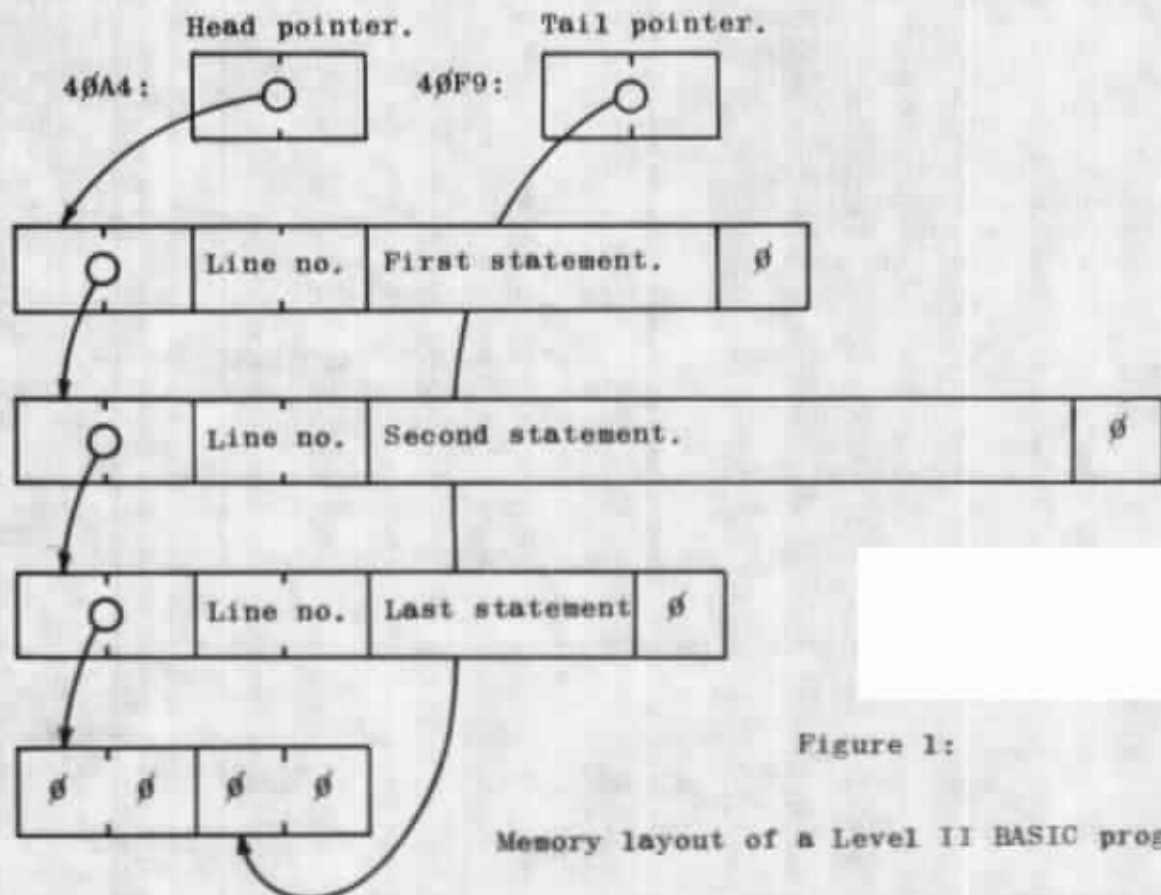 Head pointer. Tail pointer.
4ØA4: 4ØF9:
Line no. First statement. Ø
Line no. Second statement. Ø
Line no. Last statement Ø
Ø Ø Ø Ø
Figure 1:
Memory layout of a Level II BASIC prog